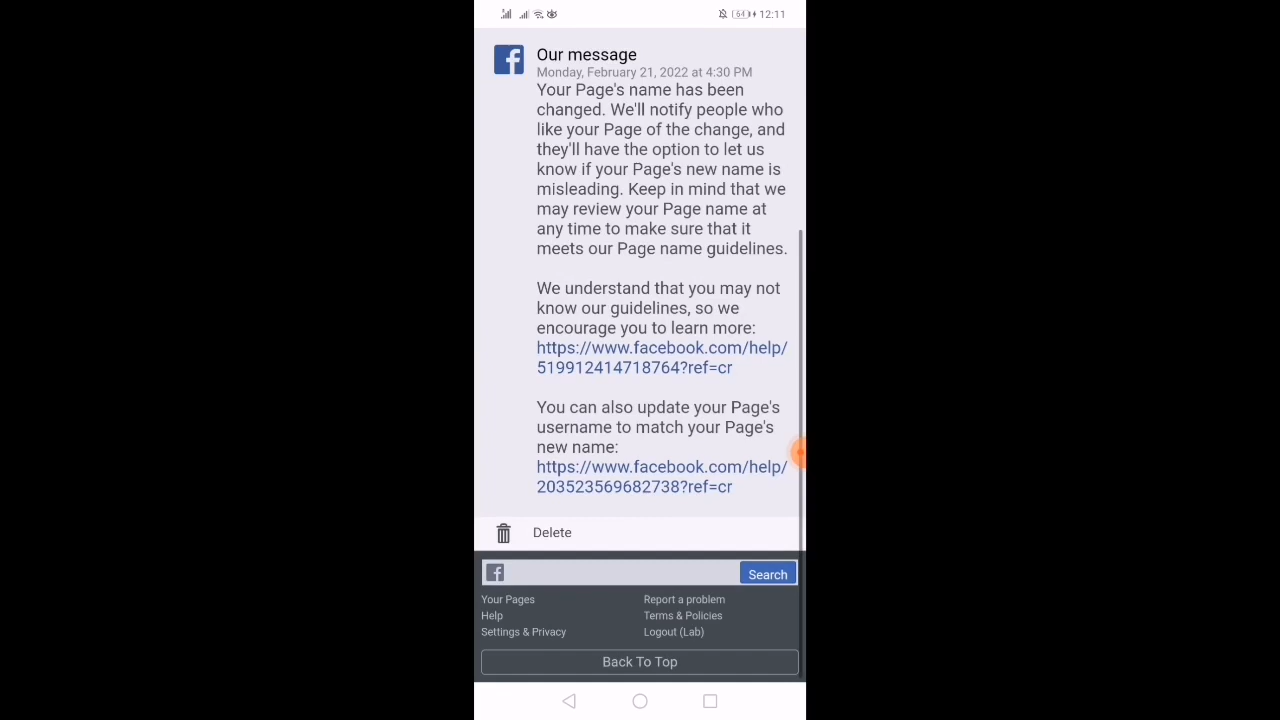 64 12:11
Our message
Monday, February 21, 2022 at 4:30 PM
Your Page's name has been
changed. We'll notify people who
like your Page of the change, and
they'll have the option to let us
know if your Page's new name is
misleading. Keep in mind that we
may review your Page name at
any time to make sure that it
meets our Page name guidelines.
We understand that you may not
know our guidelines, so we
encourage you to learn more:
https://www.facebook.com/help/
519912414718764?ref=cr
You can also update your Page's
username to match your Page's
new name:
https://www.facebook.com/help/
203523569682738?ref=cr
Delete
Search
Your Pages
Report a problem
Help
Terms & Policies
Settings & Privacy
Logout (Lab)
Back To Top